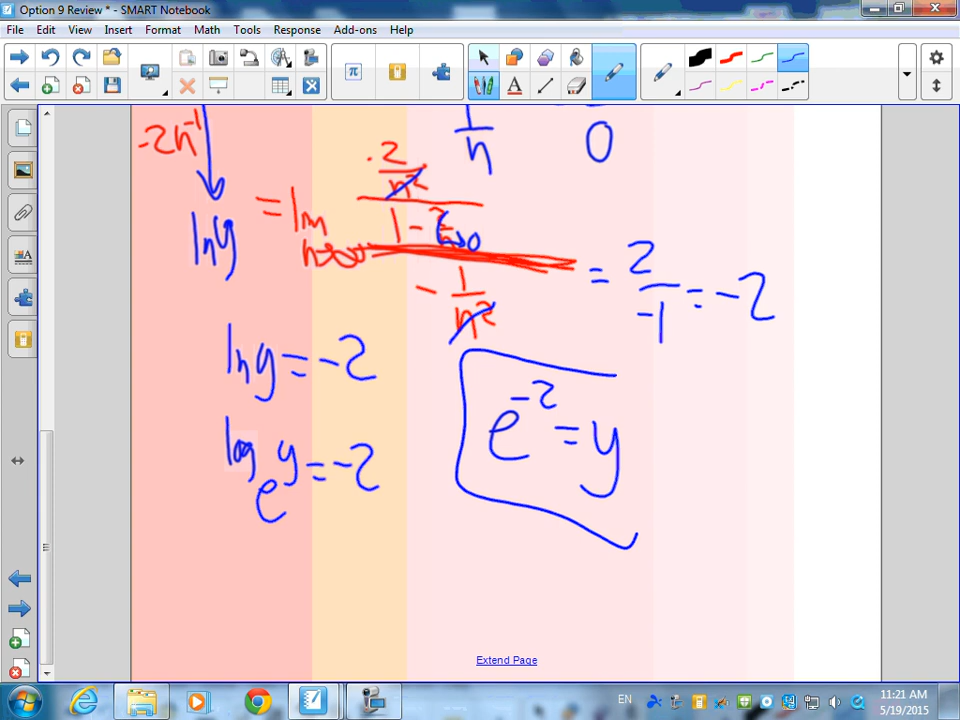 Option 9 Review * - SMART Notebook
File Edit View Insert Format Math Tools Response Add-ons Help
-2n⁻¹
1/n 0
ln y = lim n→∞
2/n²
1 - 2/n →0
- 1/n²
= 2/-1 = -2
ln y = -2
logₑ y = -2
e⁻² = y
Extend Page
EN
11:21 AM
5/19/2015